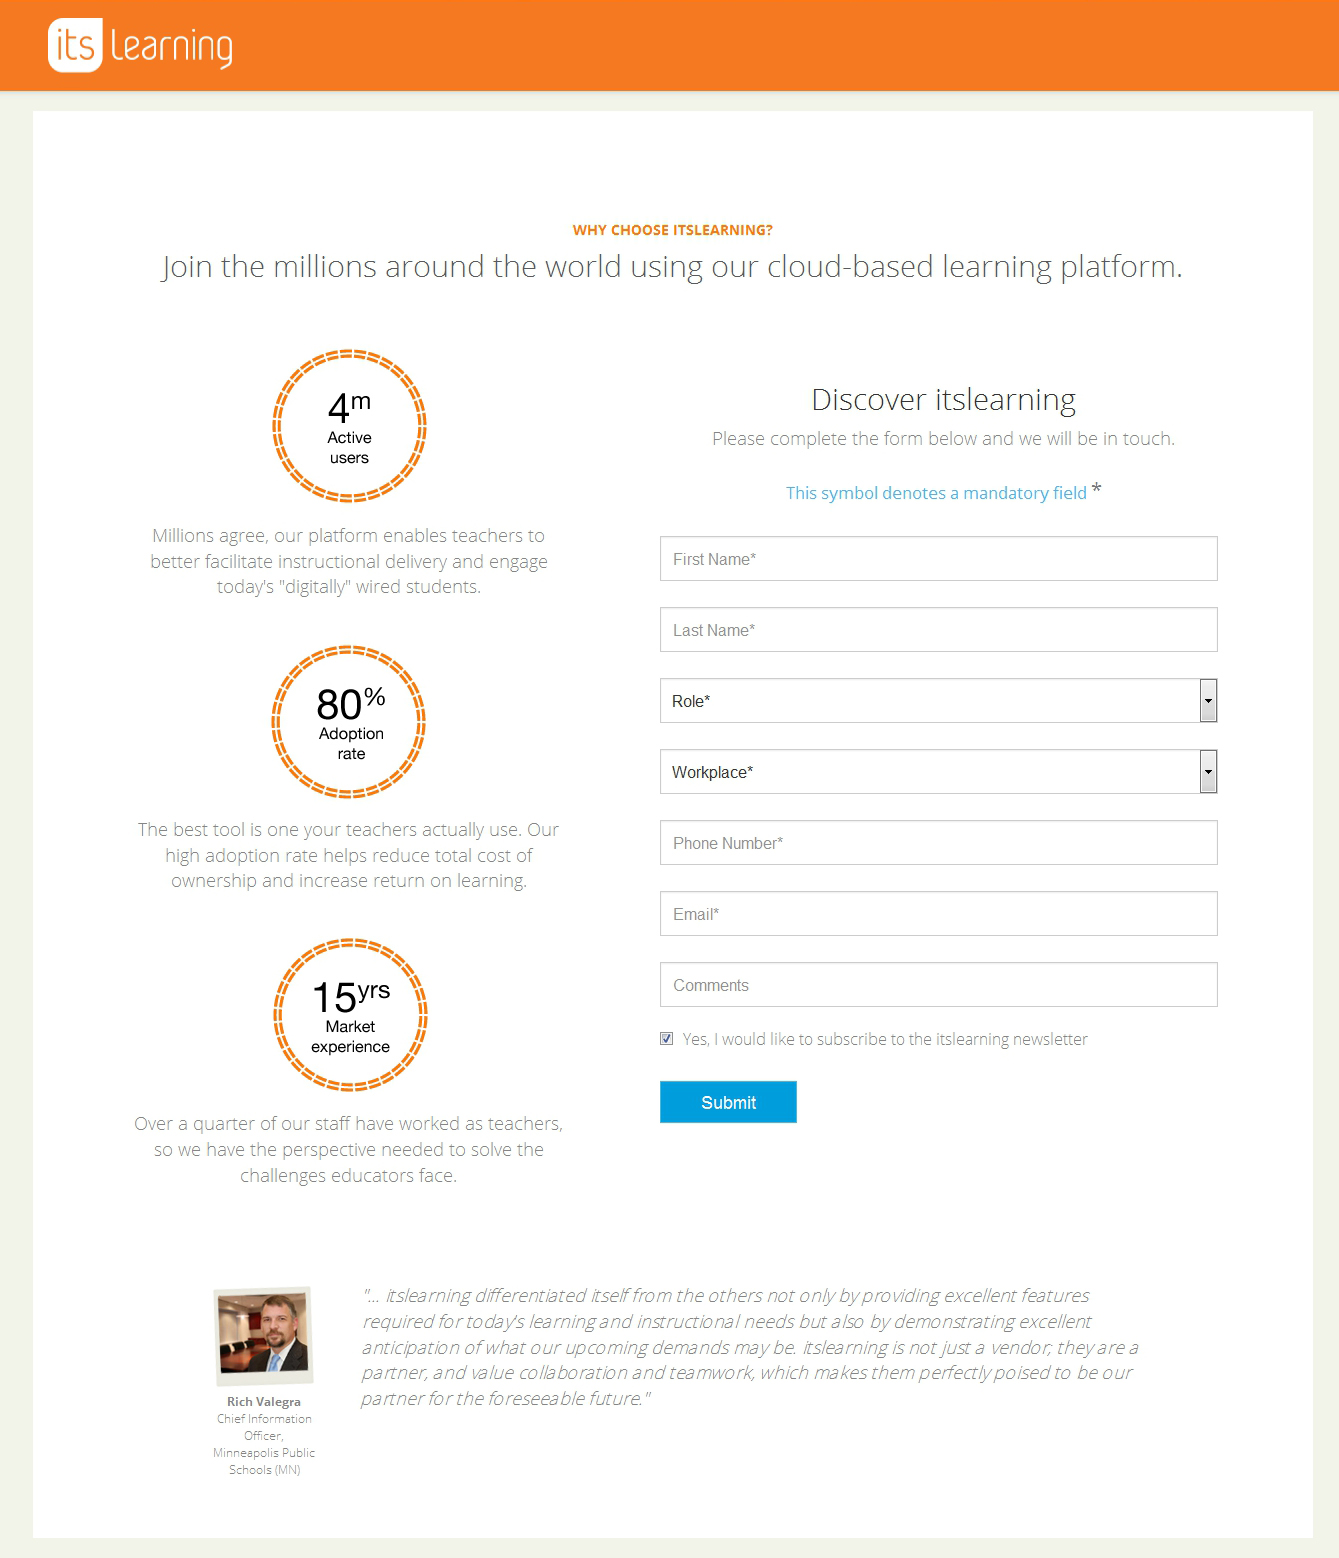 its learning
WHY CHOOSE ITSLEARNING?
Join the millions around the world using our cloud-based learning platform.
4m
Active
users
Millions agree, our platform enables teachers to
better facilitate instructional delivery and engage
today's "digitally" wired students.
80%
Adoption
rate
The best tool is one your teachers actually use. Our
high adoption rate helps reduce total cost of
ownership and increase return on learning.
15yrs
Market
experience
Over a quarter of our staff have worked as teachers,
so we have the perspective needed to solve the
challenges educators face.
Discover itslearning
Please complete the form below and we will be in touch.
This symbol denotes a mandatory field *
First Name*
Last Name*
Role*
Workplace*
Phone Number*
Email*
Comments
Yes, I would like to subscribe to the itslearning newsletter
Submit
"... itslearning differentiated itself from the others not only by providing excellent features
required for today's learning and instructional needs but also by demonstrating excellent
anticipation of what our upcoming demands may be. itslearning is not just a vendor; they are a
partner, and value collaboration and teamwork, which makes them perfectly poised to be our
partner for the foreseeable future."
Rich Valegra
Chief Information
Officer,
Minneapolis Public
Schools (MN)